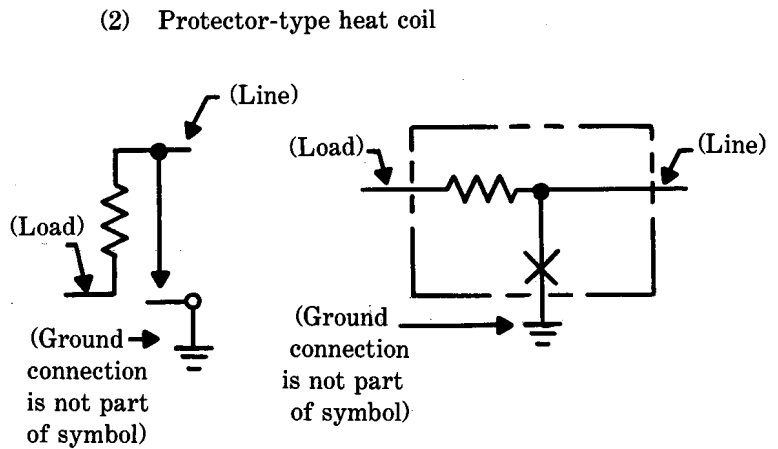 (2) Protector-type heat coil
(Line)
(Load)
(Ground
connection
is not part
of symbol)
(Load)
(Line)
(Ground
connection
is not part
of symbol)